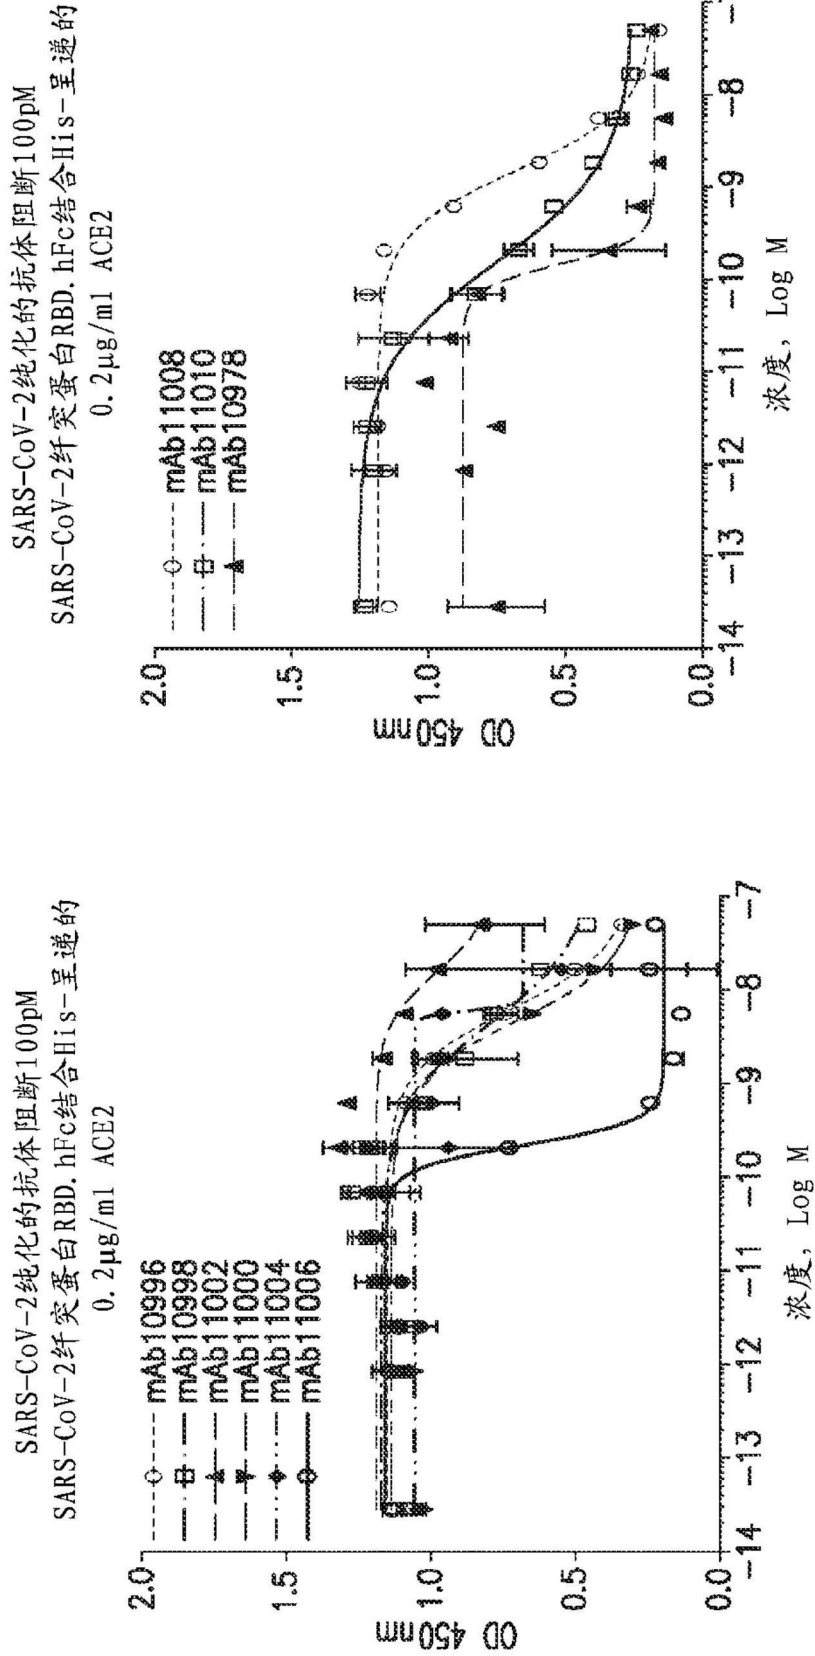 SARS-CoV-2纯化的抗体阻断100pM
SARS-CoV-2纤突蛋白RBD.hFc结合His-呈递的
0.2μg/ml ACE2
mAb10996
mAb10998
mAb11002
mAb11000
mAb11004
mAb11006
2.0
1.5
1.0
0.5
0.0
OD 450nm
-14
-13
-12
-11
-10
-9
-8
-7
浓度, Log M
SARS-CoV-2纯化的抗体阻断100pM
SARS-CoV-2纤突蛋白RBD.hFc结合His-呈递的
0.2μg/ml ACE2
mAb11008
mAb11010
mAb10978
2.0
1.5
1.0
0.5
0.0
OD 450nm
-14
-13
-12
-11
-10
-9
-8
-7
浓度, Log M